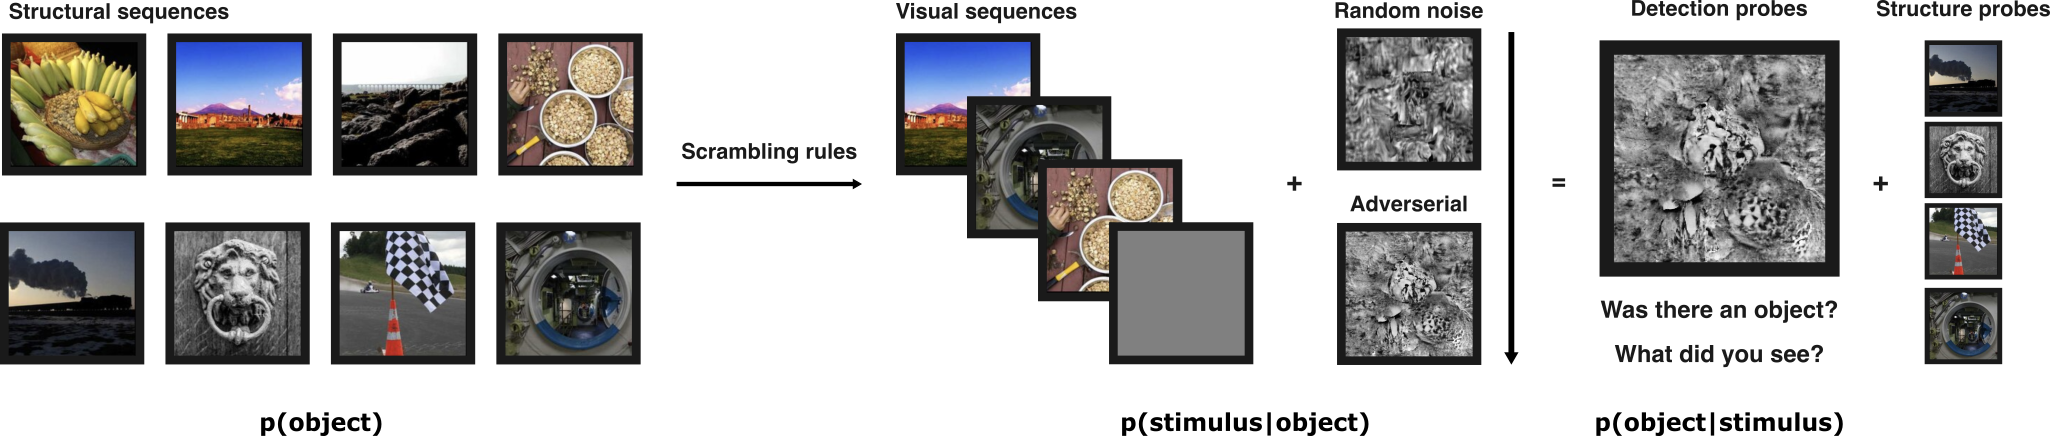 Structural sequences
Scrambling rules
p(object)
Visual sequences
+
Random noise
Adverserial
p(stimulus|object)
=
Detection probes
Was there an object?
What did you see?
p(object|stimulus)
+
Structure probes